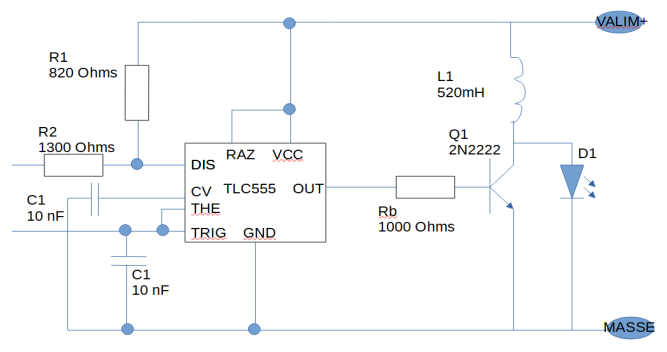 VALIM+
R1
820 Ohms
L1
520mH
R2
1300 Ohms
Q1
2N2222
RAZ
VCC
D1
DIS
CV
TLC555
OUT
THE
C1
10 nF
Rb
1000 Ohms
TRIG
GND
C1
10 nF
MASSE